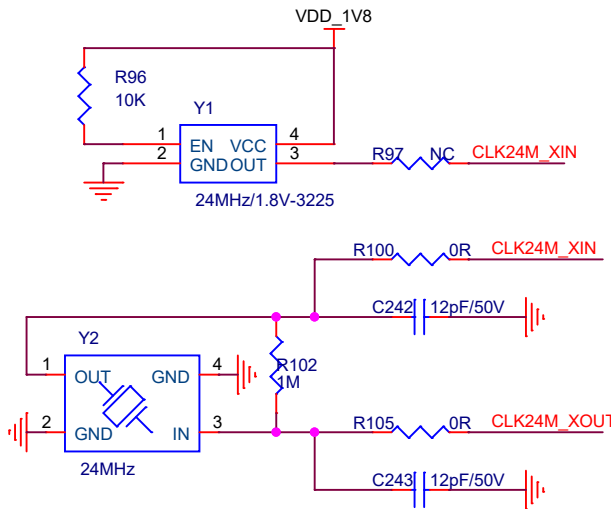 VDD_1V8
R96
10K
Y1
1 EN VCC 4
2 GND OUT 3
R97 NC CLK24M_XIN
24MHz/1.8V-3225
R100 0R CLK24M_XIN
C242 12pF/50V
Y2
1 OUT GND 4
R102
1M
2 GND IN 3
R105 0R CLK24M_XOUT
24MHz
C243 12pF/50V